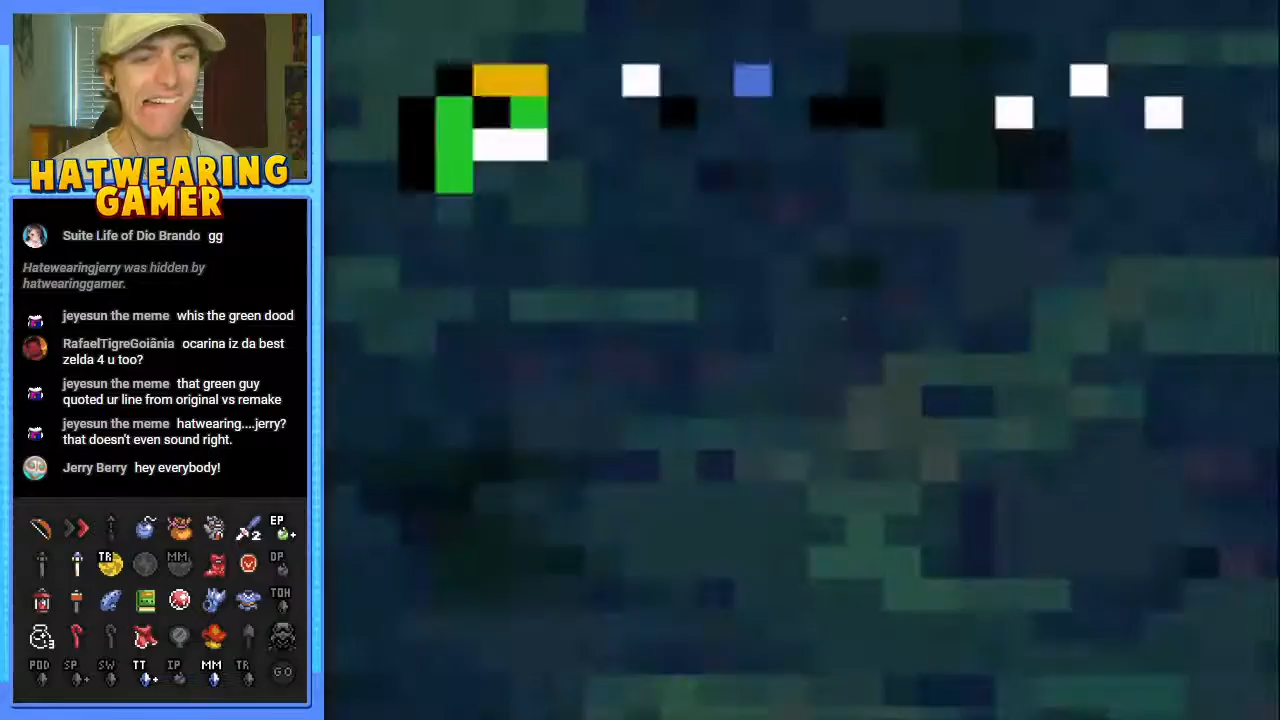 HATWEARING
GAMER
Suite Life of Dio Brando gg
Hatewearingjerry was hidden by
hatwearinggamer.
jeyesun the meme whis the green dood
RafaelTigreGoiânia ocarina iz da best
zelda 4 u too?
jeyesun the meme that green guy
quoted ur line from original vs remake
jeyesun the meme hatwearing....jerry?
that doesn't even sound right.
Jerry Berry hey everybody!
2 EP +
TR MM DP
TOH
3
POD SP + SW TT + IP MM TR GO